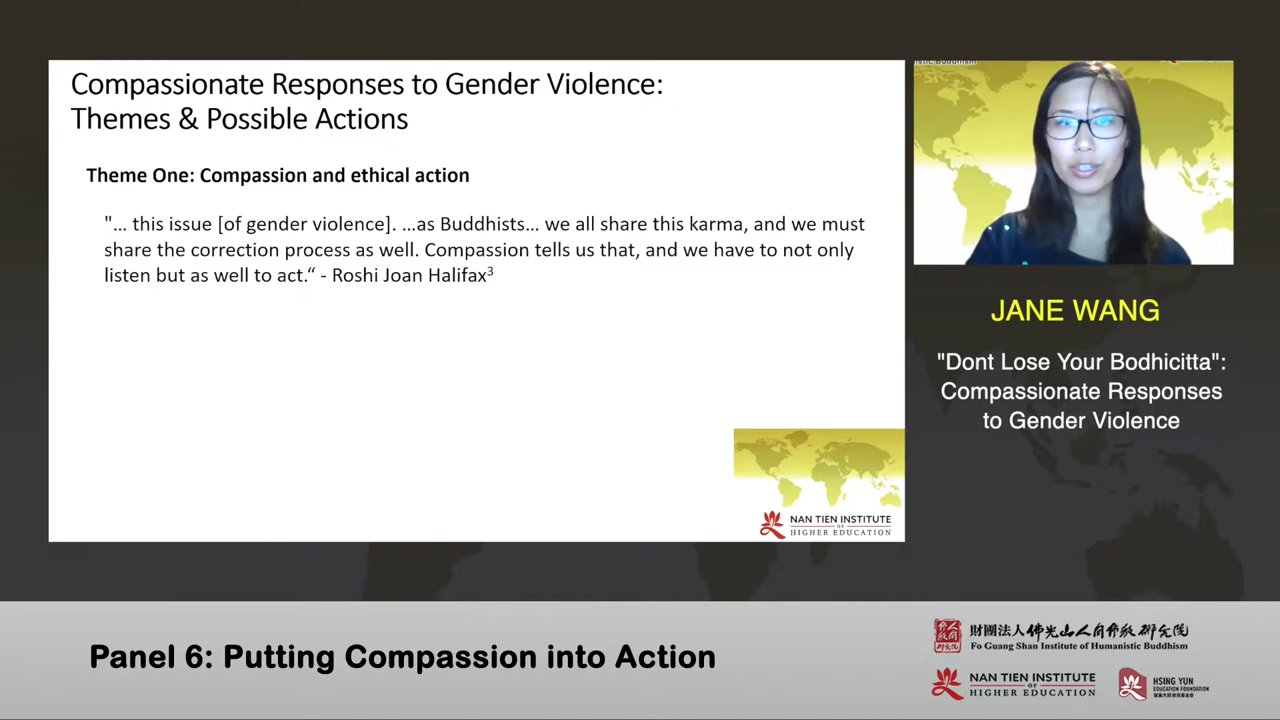 Compassionate Responses to Gender Violence:
Themes & Possible Actions
Theme One: Compassion and ethical action
"… this issue [of gender violence]. …as Buddhists… we all share this karma, and we must
share the correction process as well. Compassion tells us that, and we have to not only
listen but as well to act.“ - Roshi Joan Halifax³
NAN TIEN INSTITUTE
OF
HIGHER EDUCATION
JANE WANG
"Dont Lose Your Bodhicitta":
Compassionate Responses
to Gender Violence
Panel 6: Putting Compassion into Action
財團法人佛光山人間佛教研究院
Fo Guang Shan Institute of Humanistic Buddhism
NAN TIEN INSTITUTE
OF
HIGHER EDUCATION
HSING YUN
EDUCATION FOUNDATION